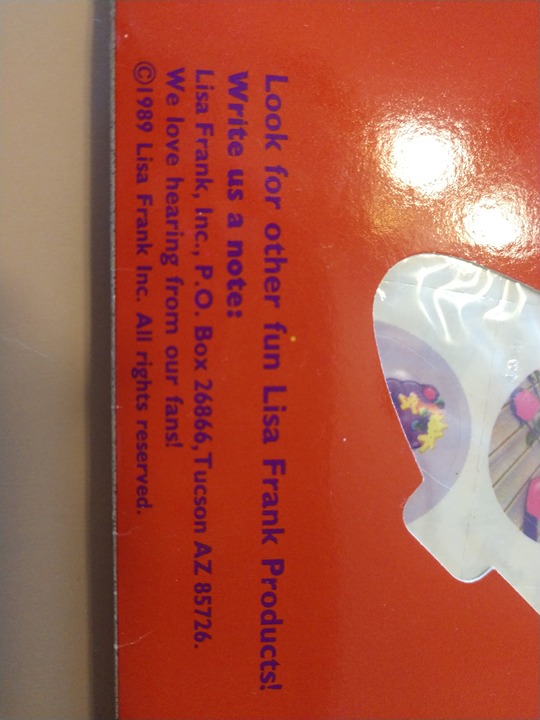 Look for other fun Lisa Frank Products!
Write us a note:
Lisa Frank, Inc., P.O. Box 26866, Tucson AZ 85726.
We love hearing from our fans!
©1989 Lisa Frank Inc. All rights reserved.